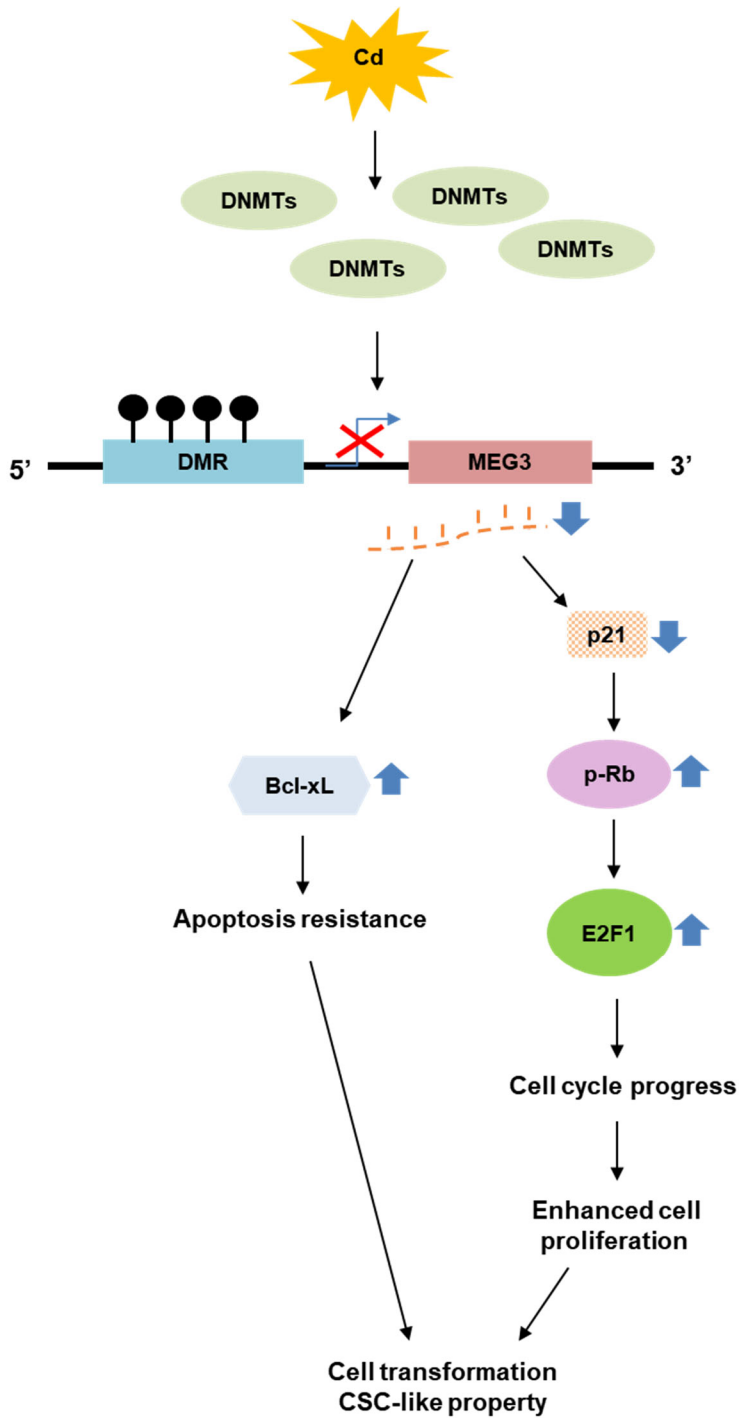 Cd
DNMTs
DNMTs
DNMTs
DNMTs
5’
DMR
MEG3
3’
p21
Bcl-xL
p-Rb
Apoptosis resistance
E2F1
Cell cycle progress
Enhanced cell
proliferation
Cell transformation
CSC-like property